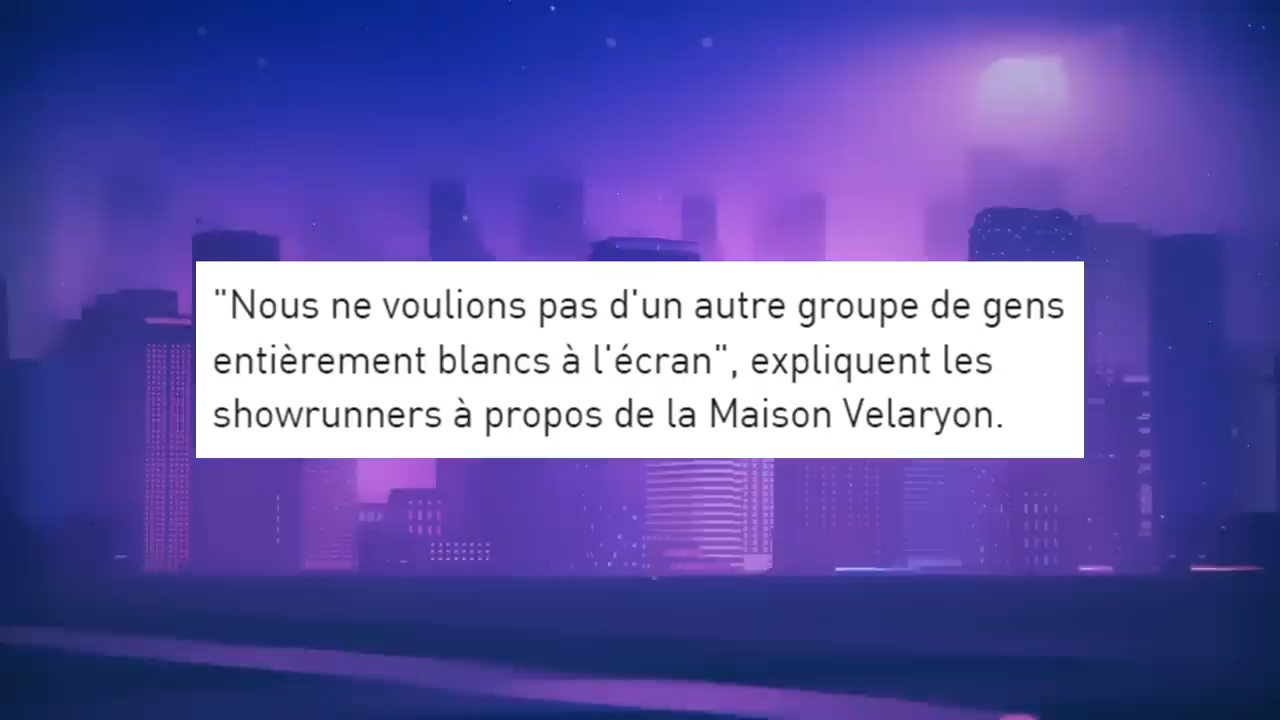 "Nous ne voulions pas d'un autre groupe de gens
entièrement blancs à l'écran", expliquent les
showrunners à propos de la Maison Velaryon.